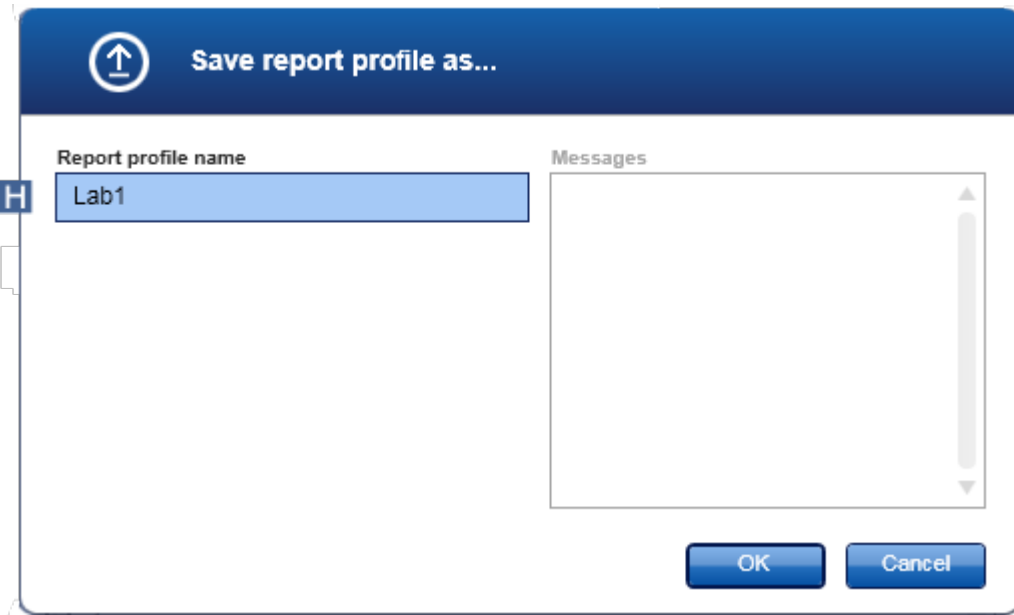 Save report profile as...
Report profile name
Messages
H
Lab1
OK
Cancel